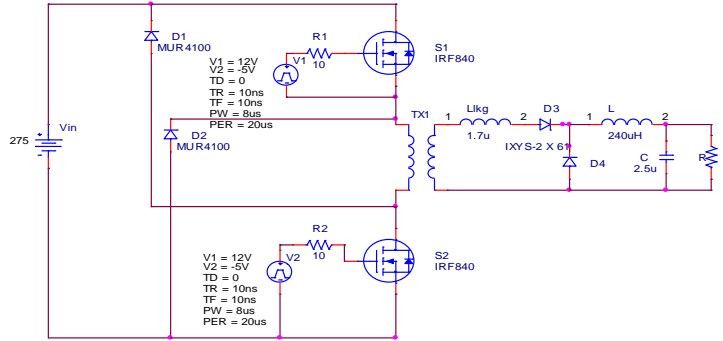 D1
MUR4100
V1 = 12V
V2 = -5V
TD = 0
TR = 10ns
TF = 10ns
PW = 8us
PER = 20us
V1
R1
10
S1
IRF840
D2
MUR4100
275
Vin
TX1
Llkg
1
2
1.7u
D3
IXYS-2 X 61
D4
L
1
2
240uH
C
2.5u
R
V1 = 12V
V2 = -5V
TD = 0
TR = 10ns
TF = 10ns
PW = 8us
PER = 20us
V2
R2
10
S2
IRF840